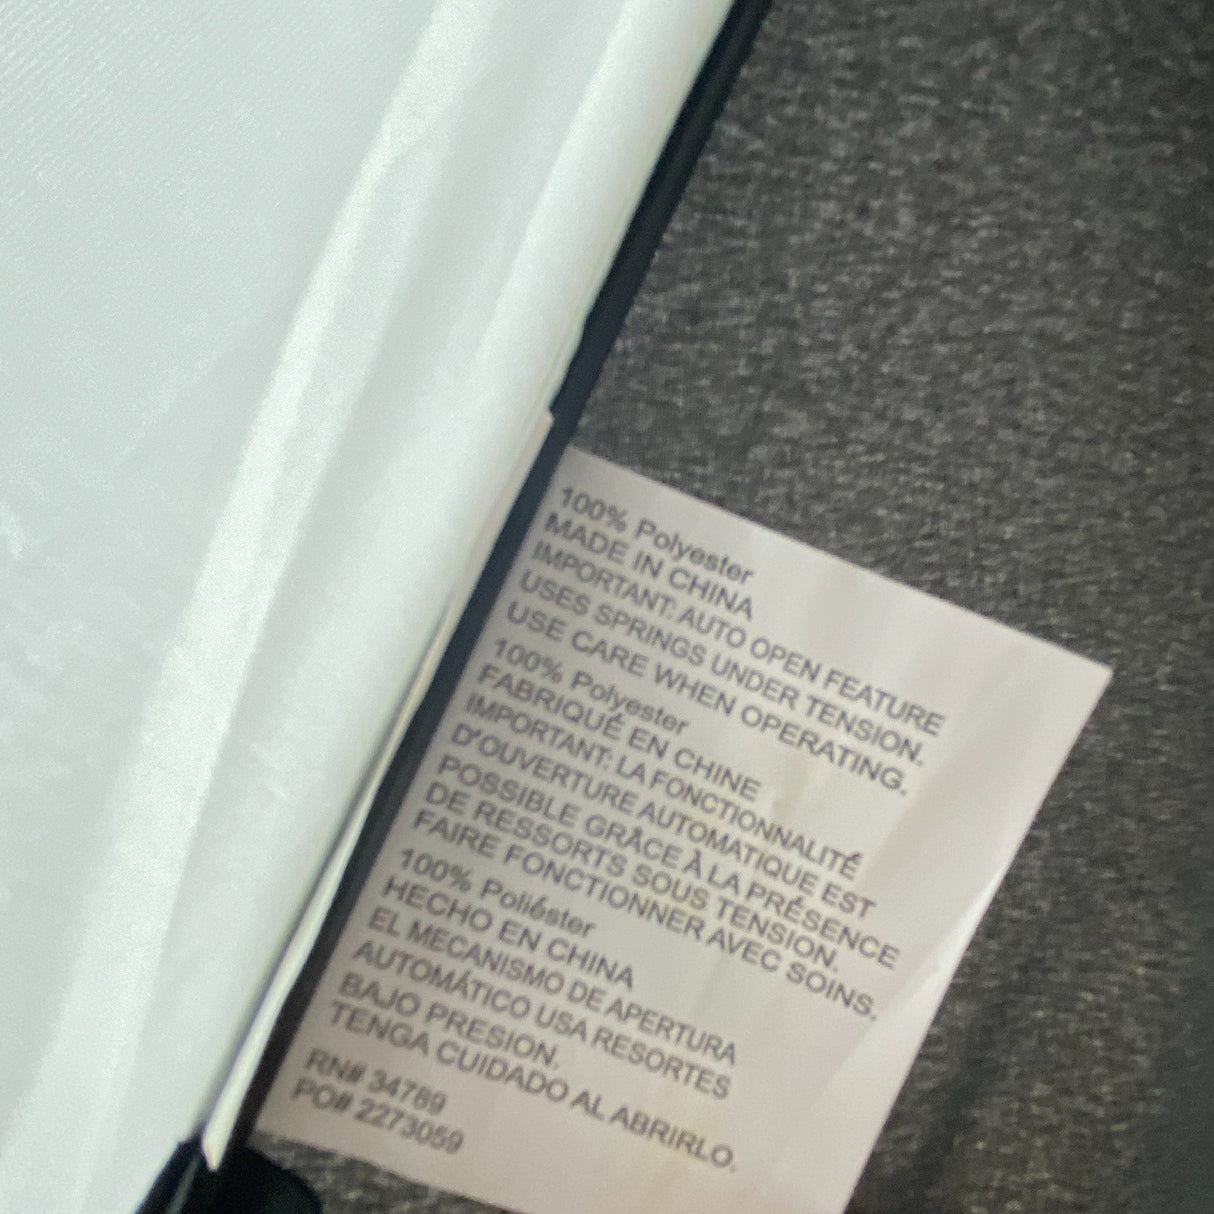 100% Polyester
MADE IN CHINA
IMPORTANT: AUTO OPEN FEATURE
USES SPRINGS UNDER TENSION.
USE CARE WHEN OPERATING.
100% Polyester
FABRIQUÉ EN CHINE
IMPORTANT: LA FONCTIONNALITÉ
D'OUVERTURE AUTOMATIQUE EST
POSSIBLE GRÂCE À LA PRÉSENCE
DE RESSORTS SOUS TENSION.
FAIRE FONCTIONNER AVEC SOINS.
100% Poliéster
HECHO EN CHINA
EL MECANISMO DE APERTURA
AUTOMÁTICO USA RESORTES
BAJO PRESION.
TENGA CUIDADO AL ABRIRLO.
RN# 34789
PO# 2273059